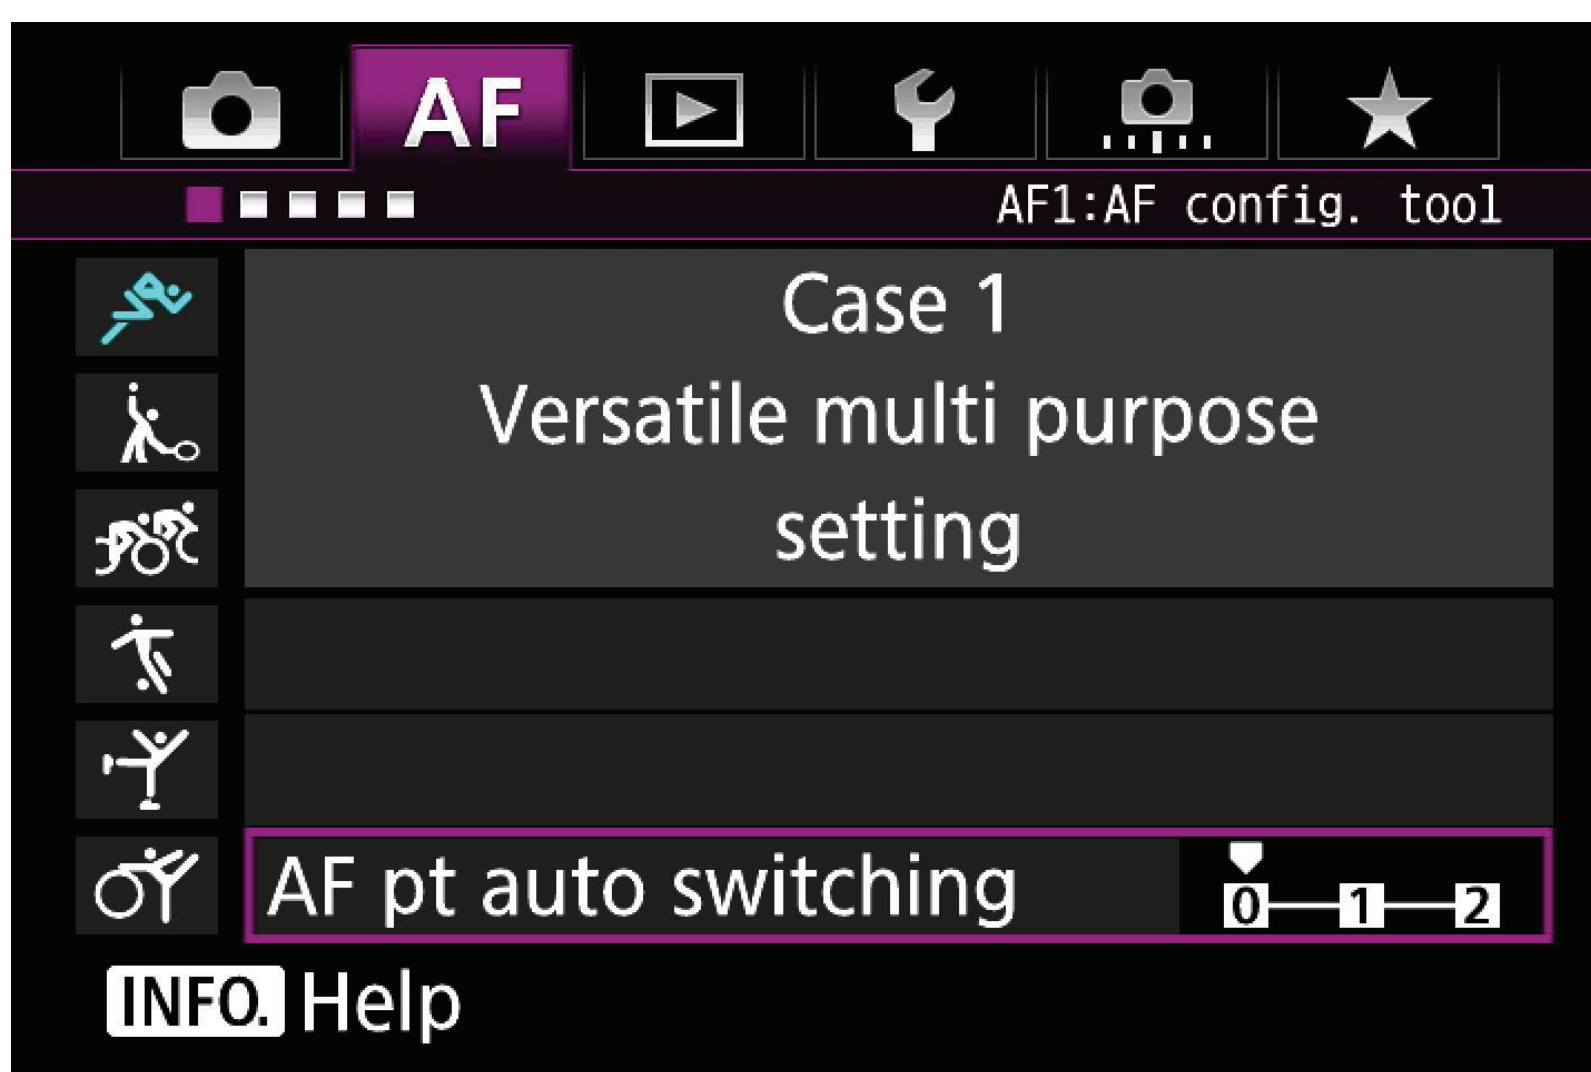 AF
AF1:AF config. tool
Case 1
Versatile multi purpose
setting
AF pt auto switching 0 1 2
INFO. Help